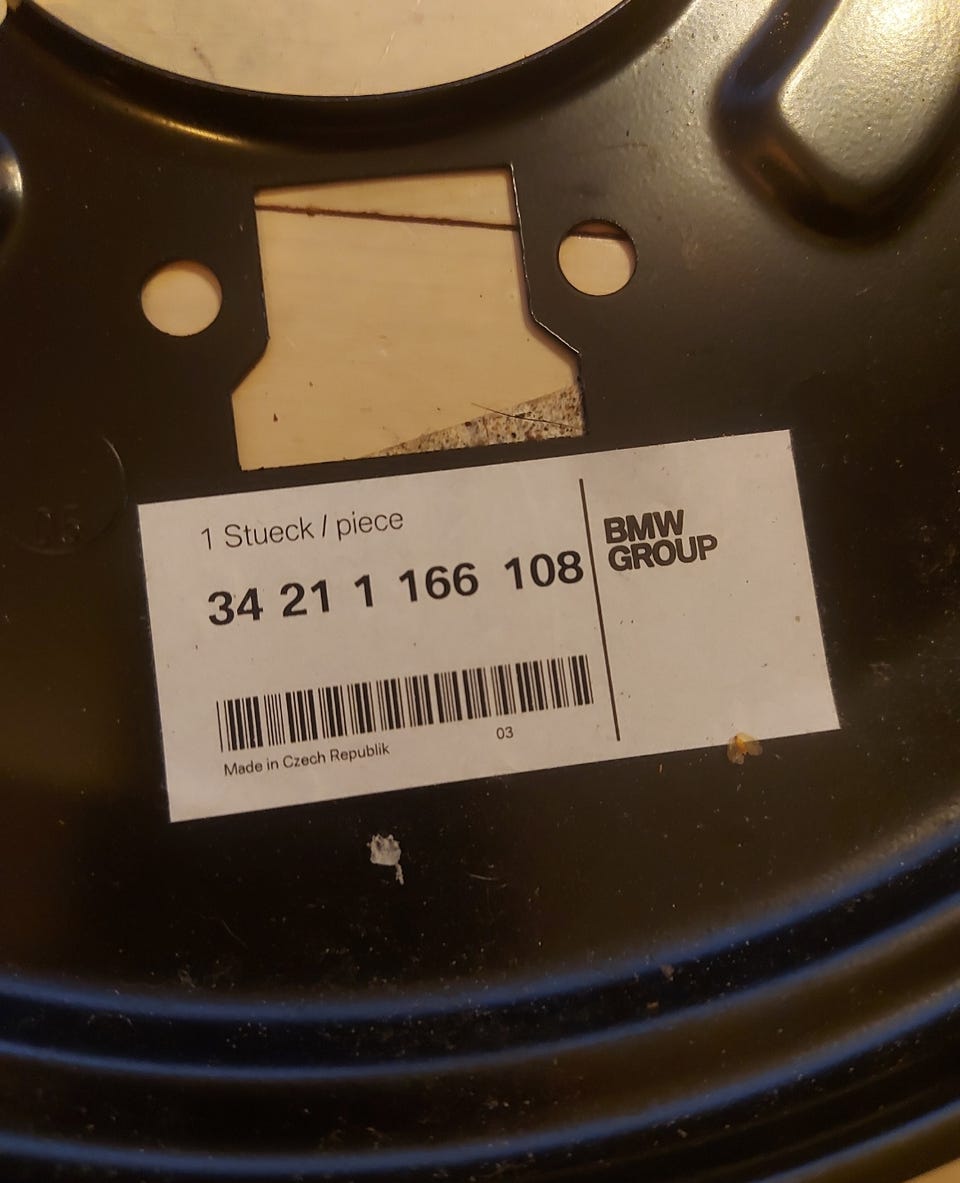 1 Stueck / piece
34 21 1 166 108
Made in Czech Republik
03
BMW
GROUP